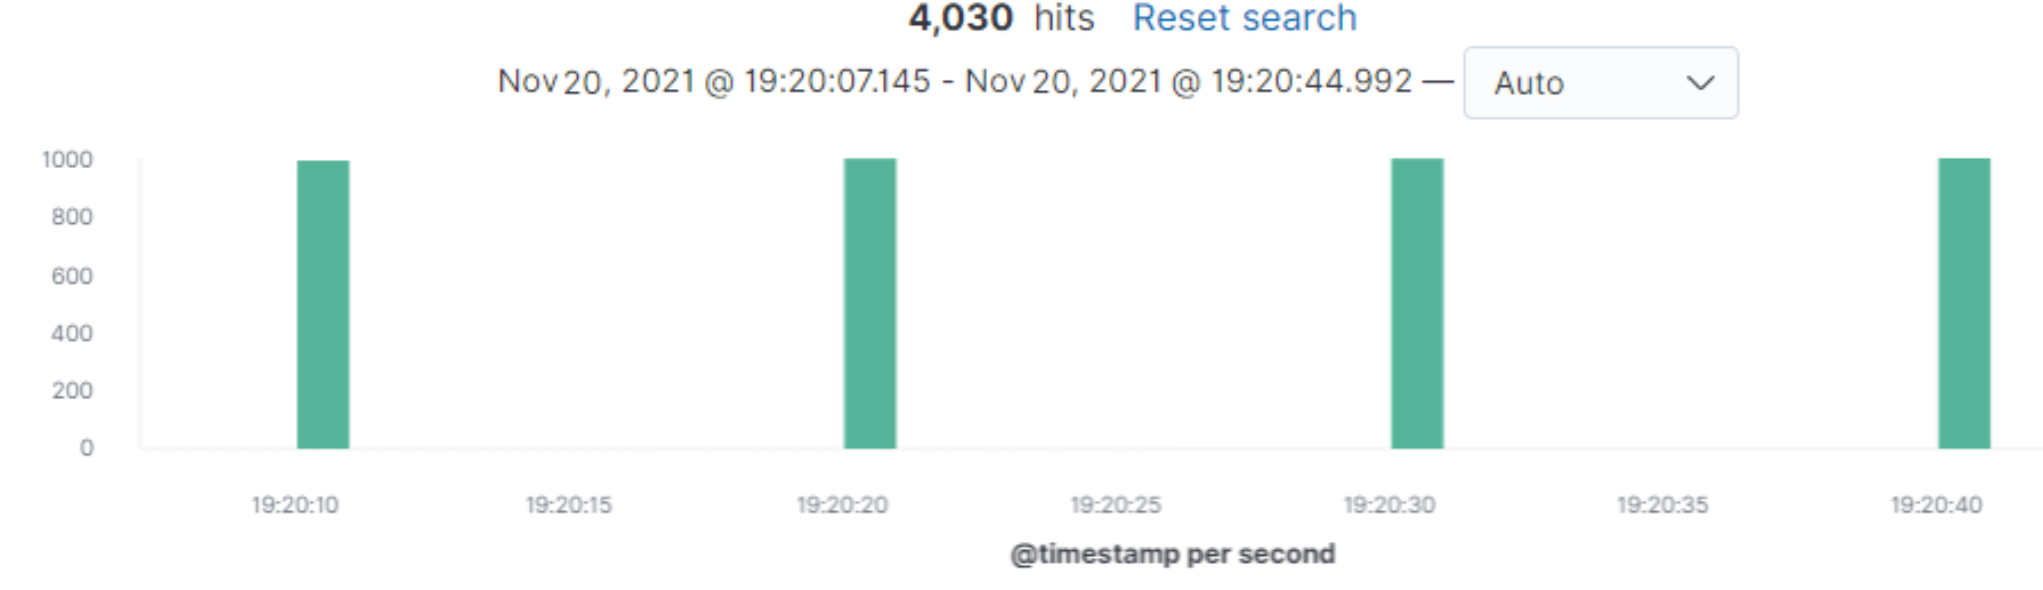 4,030 hits Reset search
Nov 20, 2021 @ 19:20:07.145 - Nov 20, 2021 @ 19:20:44.992 — Auto
1000
800
600
400
200
0
19:20:10 19:20:15 19:20:20 19:20:25 19:20:30 19:20:35 19:20:40
@timestamp per second